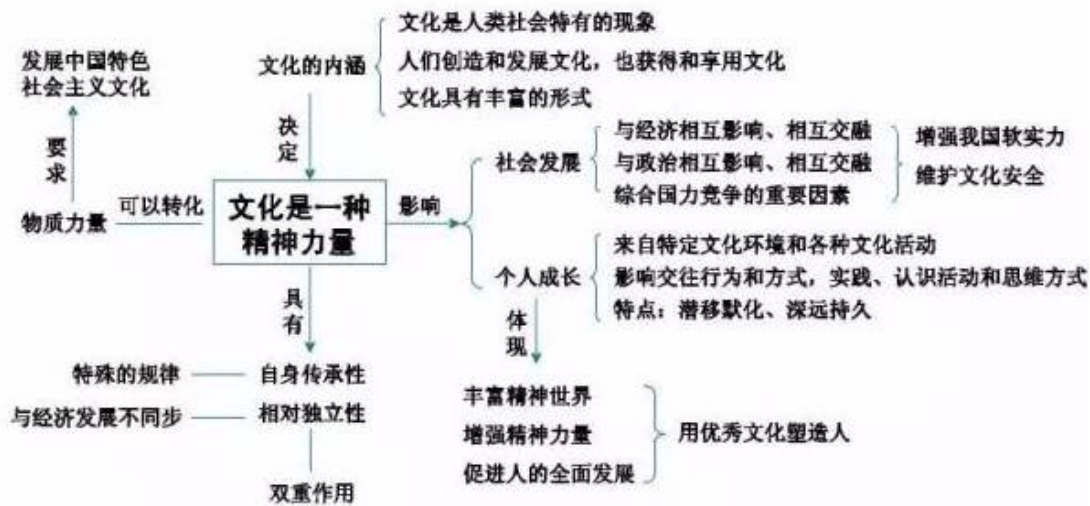 文化是人类社会特有的现象
发展中国特色
社会主义文化
文化的内涵
人们创造和发展文化，也获得和享用文化
文化具有丰富的形式
要求
决定
社会发展
与经济相互影响、相互交融
与政治相互影响、相互交融
综合国力竞争的重要因素
增强我国软实力
维护文化安全
物质力量
可以转化
文化是一种
精神力量
影响
个人成长
来自特定文化环境和各种文化活动
影响交往行为和方式，实践、认识活动和思维方式
特点：潜移默化、深远持久
具有
体现
特殊的规律
自身传承性
与经济发展不同步
相对独立性
双重作用
丰富精神世界
增强精神力量
促进人的全面发展
用优秀文化塑造人